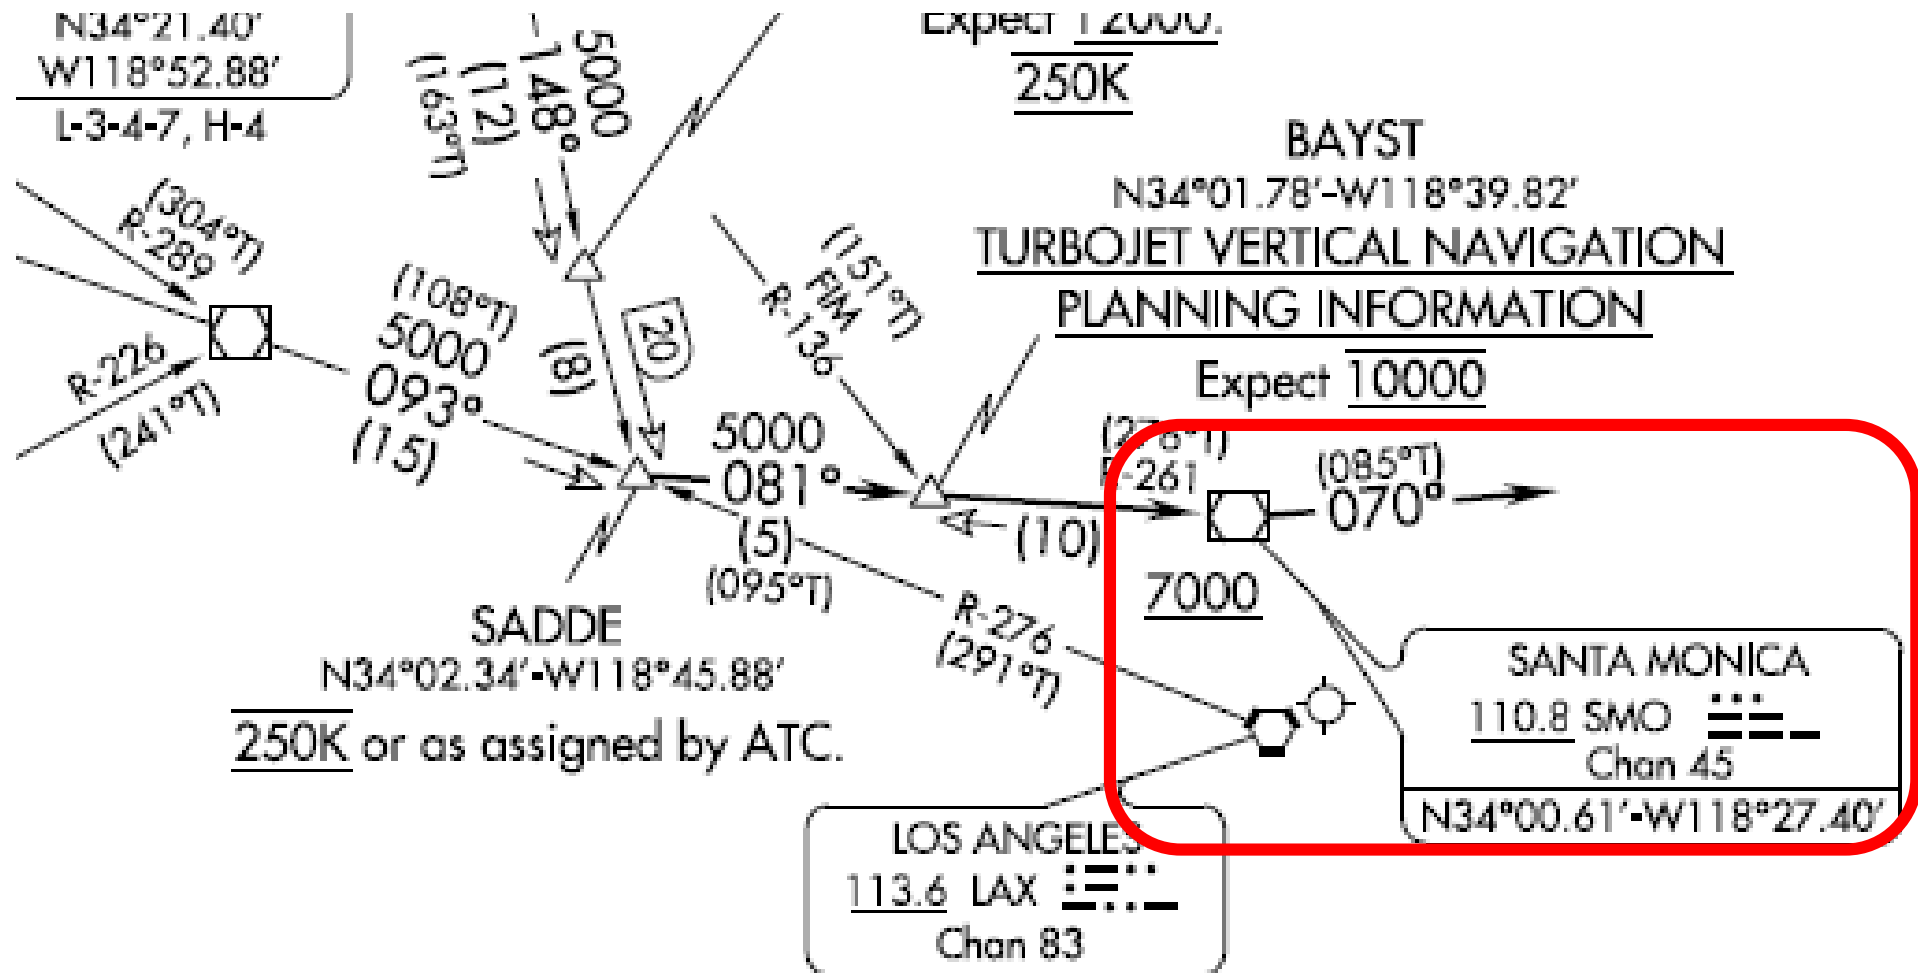 N34°21.40'
W118°52.88'
L-3-4-7, H-4
5000
148°
(12)
(163°T)
Expect 12000.
250K
BAYST
N34°01.78'-W118°39.82'
TURBOJET VERTICAL NAVIGATION
PLANNING INFORMATION
Expect 10000
(304°T)
R-289
R-226
(241°T)
(108°T)
5000
093°
(15)
(8)
20
(151°T)
FIM
R-136
5000
081°
(5)
(095°T)
R-261
(10)
(085°T)
070°
7000
R-276
(291°T)
SADDE
N34°02.34'-W118°45.88'
250K or as assigned by ATC.
SANTA MONICA
110.8 SMO
Chan 45
N34°00.61'-W118°27.40'
LOS ANGELES
113.6 LAX
Chan 83